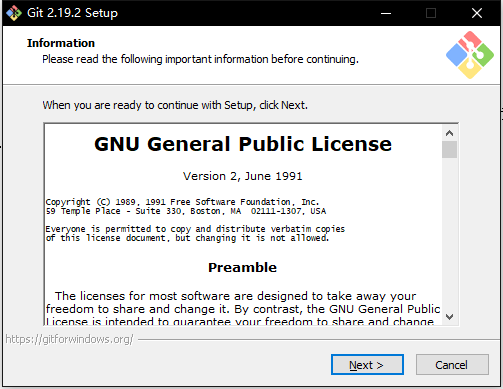 Git 2.19.2 Setup
Information
Please read the following important information before continuing.
When you are ready to continue with Setup, click Next.
GNU General Public License
Version 2, June 1991
Copyright (C) 1989, 1991 Free Software Foundation, Inc.
59 Temple Place - Suite 330, Boston, MA  02111-1307, USA
Everyone is permitted to copy and distribute verbatim copies
of this license document, but changing it is not allowed.
Preamble
The licenses for most software are designed to take away your
freedom to share and change it. By contrast, the GNU General Public
License is intended to guarantee your freedom to share and change
https://gitforwindows.org/
Next >
Cancel